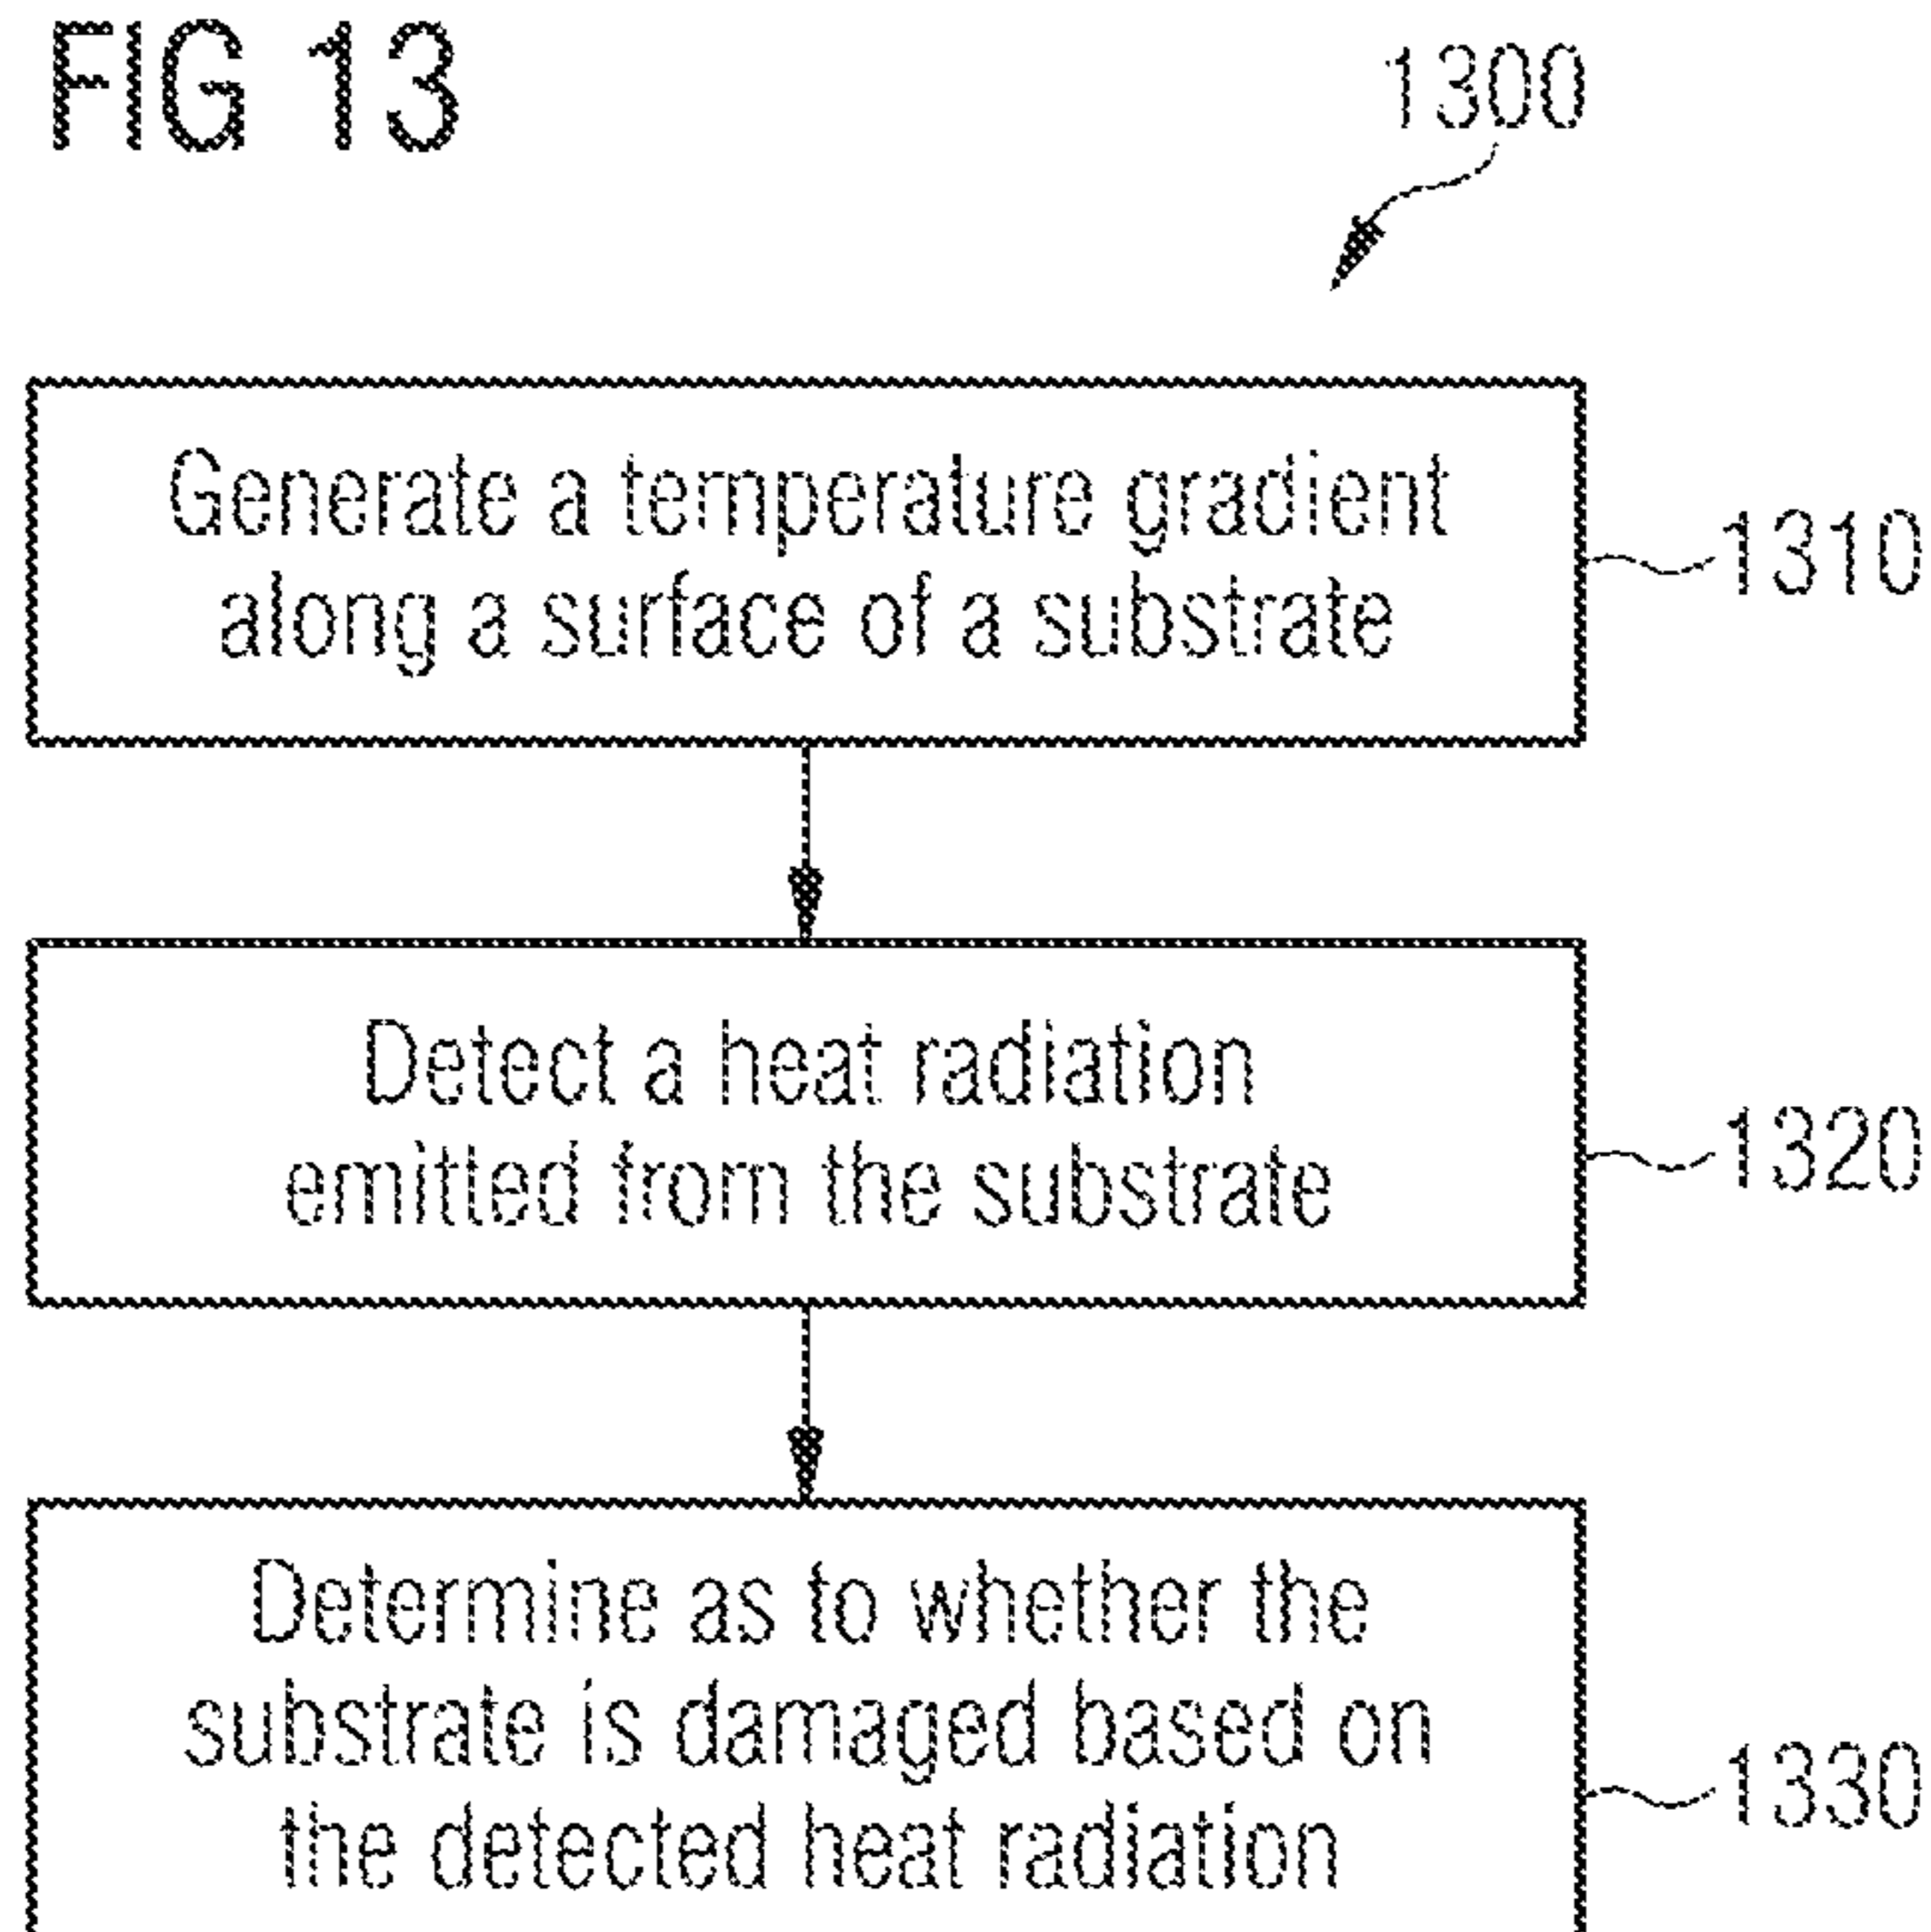 FIG 13
1300
Generate a temperature gradient
along a surface of a substrate
1310
Detect a heat radiation
emitted from the substrate
1320
Determine as to whether the
substrate is damaged based on
the detected heat radiation
1330